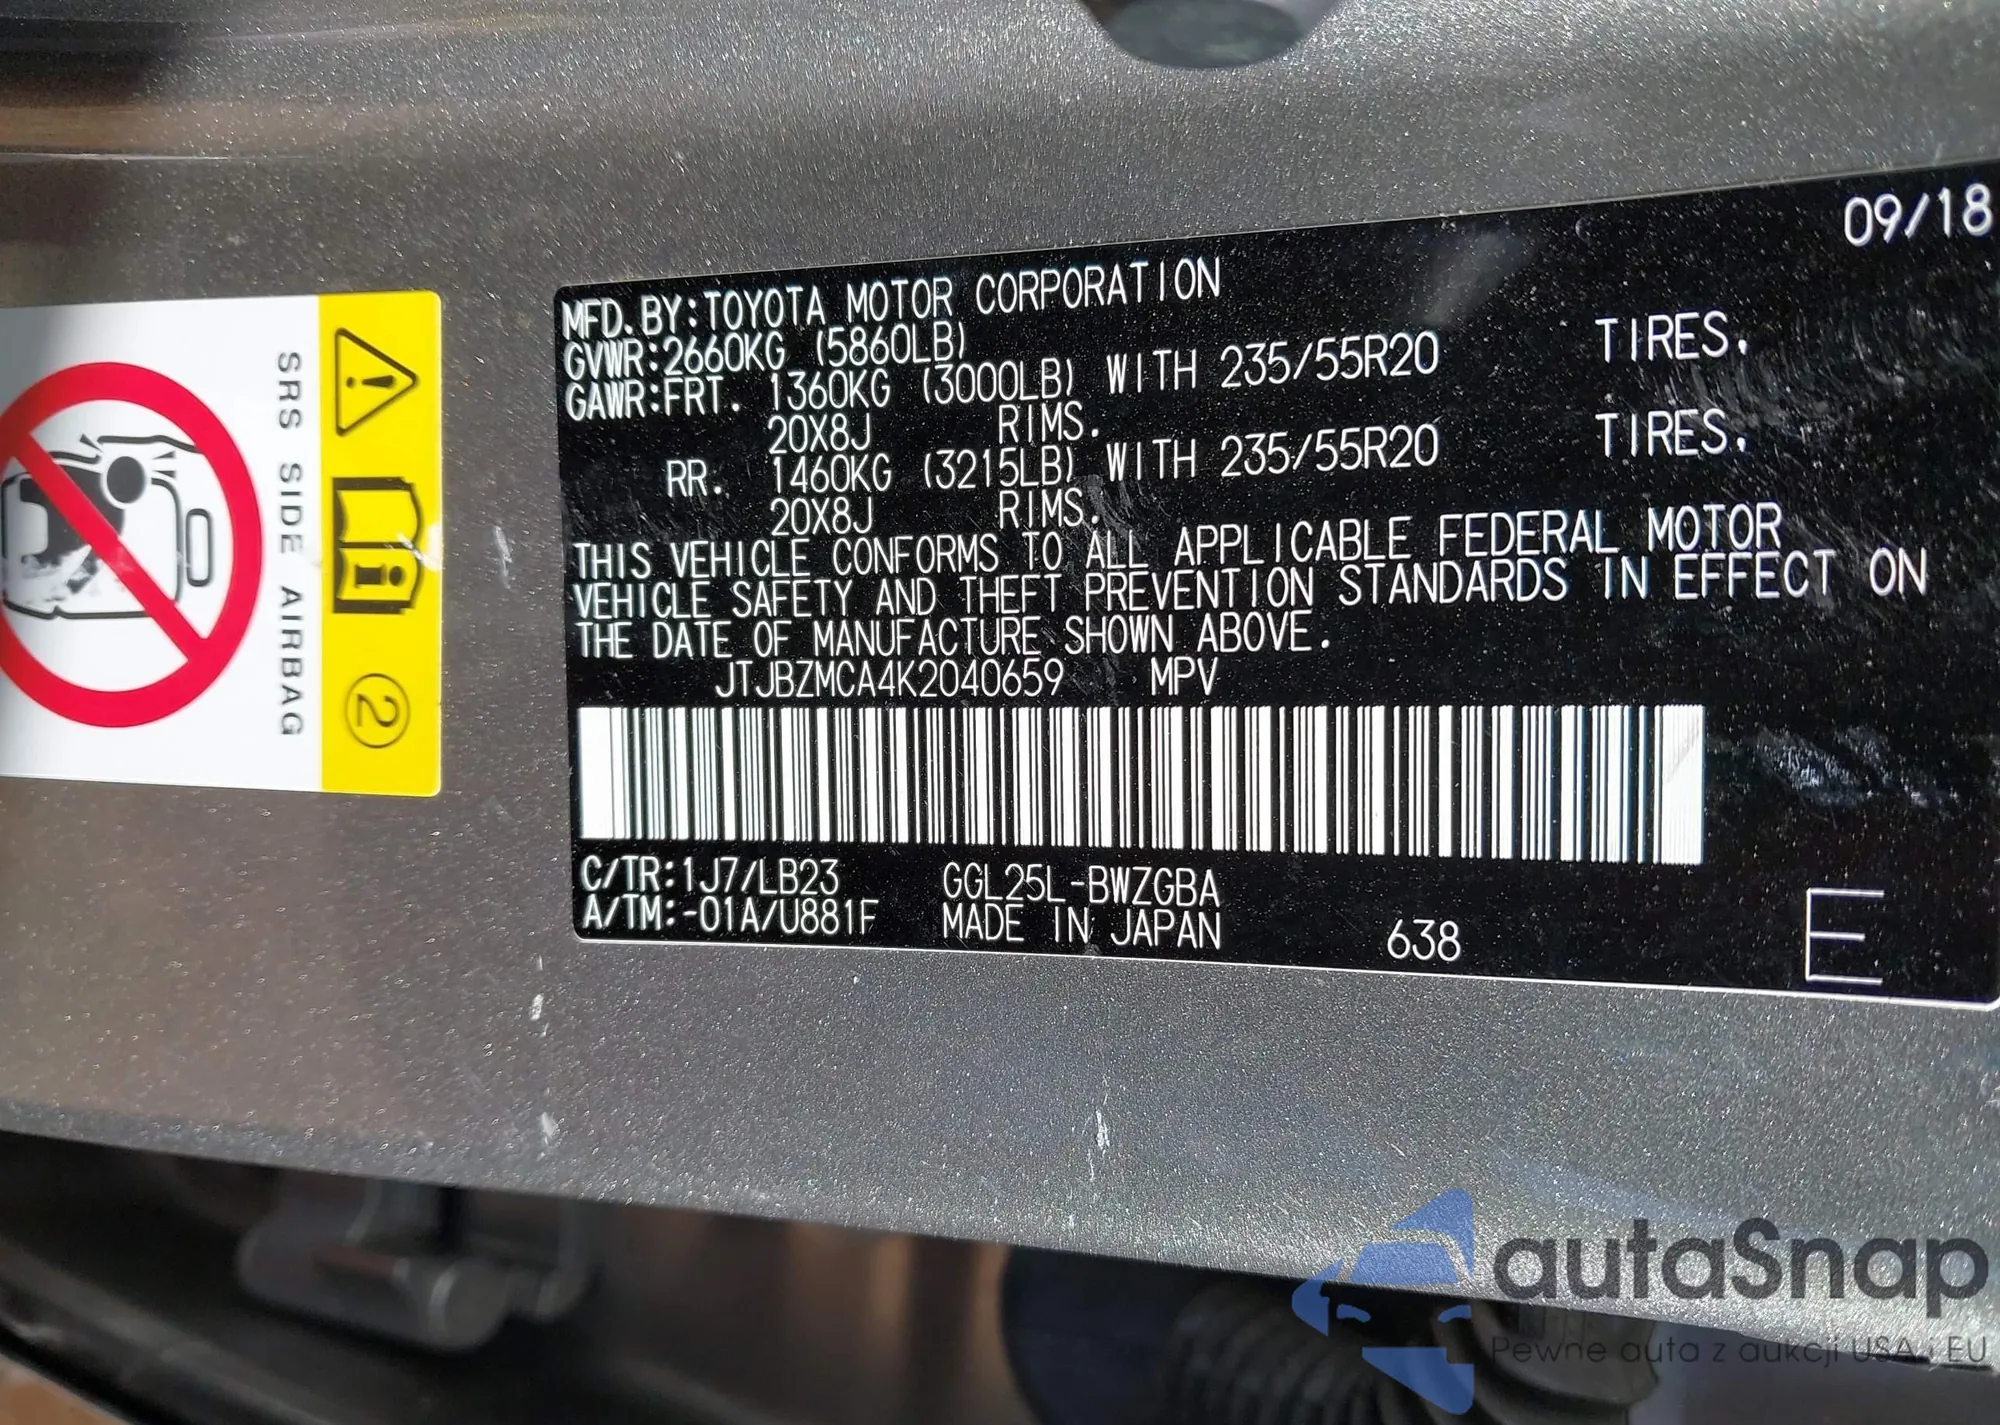 09/18
MFD.BY:TOYOTA MOTOR CORPORATION
GVWR:2660KG (5860LB)
GAWR:FRT. 1360KG (3000LB) WITH 235/55R20 TIRES,
20X8J RIMS.
RR. 1460KG (3215LB) WITH 235/55R20 TIRES,
20X8J RIMS.
THIS VEHICLE CONFORMS TO ALL APPLICABLE FEDERAL MOTOR
VEHICLE SAFETY AND THEFT PREVENTION STANDARDS IN EFFECT ON
THE DATE OF MANUFACTURE SHOWN ABOVE.
JTJBZMCA4K2040659 MPV
C/TR:1J7/LB23 GGL25L-BWZGBA
A/TM:-01A/U881F MADE IN JAPAN 638 E
SRS SIDE AIRBAG
2
autaSnap
Pewne auta z aukcji USA i EU